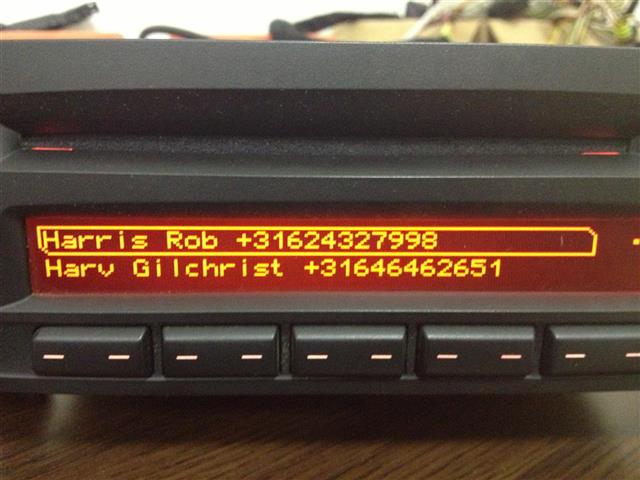 Harris Rob +31624327998
Harv Gilchrist +31646462651